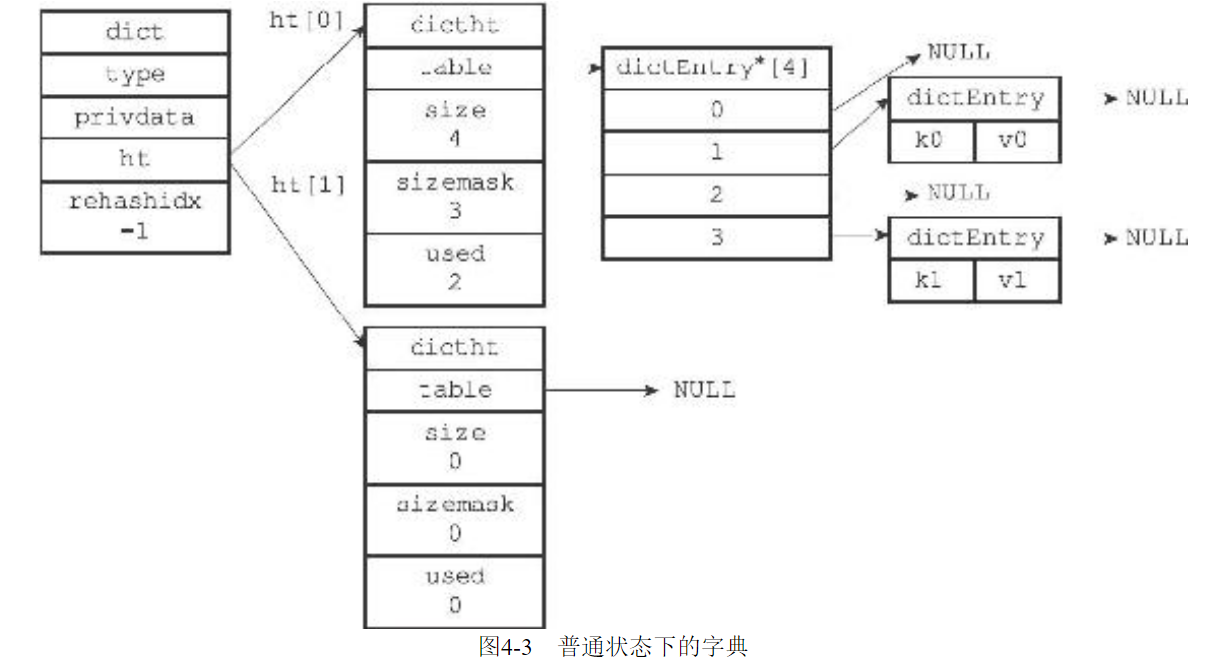 dict
type
privdata
ht
rehashidx
-1
ht[0]
ht[1]
dictht
table
size
4
sizemask
3
used
2
dictht
table
size
0
sizemask
0
used
0
NULL
dictEntry*[4]
0
1
2
3
NULL
dictEntry
k0 v0
NULL
NULL
dictEntry
k1 v1
NULL
图4-3 普通状态下的字典